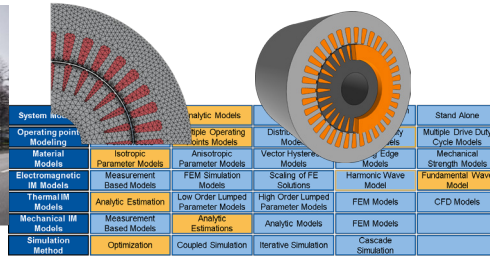 System
Analytic Models
Stand Alone
Operating point
Modeling
Operating
Points Models
Multiple Drive Duty
Cycle Models
Material
Models
Isotropic
Parameter Models
Anisotropic
Parameter Models
Vector
Models
Edge
Models
Mechanical
Strength Models
Electromagnetic
IM Models
Measurement
Based Models
FEM Simulation
Models
Scaling of FE
Solutions
Harmonic Wave
Model
Fundamental Wave
Model
Thermal IM
Models
Analytic Estimation
Low Order Lumped
Parameter Models
High Order Lumped
Parameter Models
FEM Models
CFD Models
Mechanical IM
Models
Measurement
Based Models
Analytic
Estimations
Analytic Models
FEM Models
Simulation
Method
Optimization
Coupled Simulation
Iterative Simulation
Cascade
Simulation